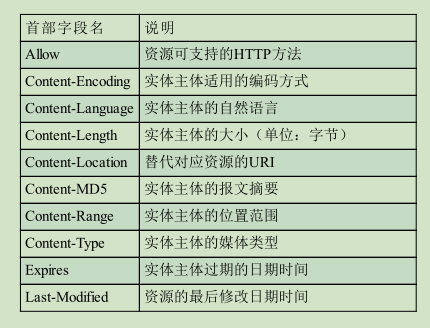 首部字段名 说明
Allow 资源可支持的HTTP方法
Content-Encoding 实体主体适用的编码方式
Content-Language 实体主体的自然语言
Content-Length 实体主体的大小（单位：字节）
Content-Location 替代对应资源的URI
Content-MD5 实体主体的报文摘要
Content-Range 实体主体的位置范围
Content-Type 实体主体的媒体类型
Expires 实体主体过期的日期时间
Last-Modified 资源的最后修改日期时间